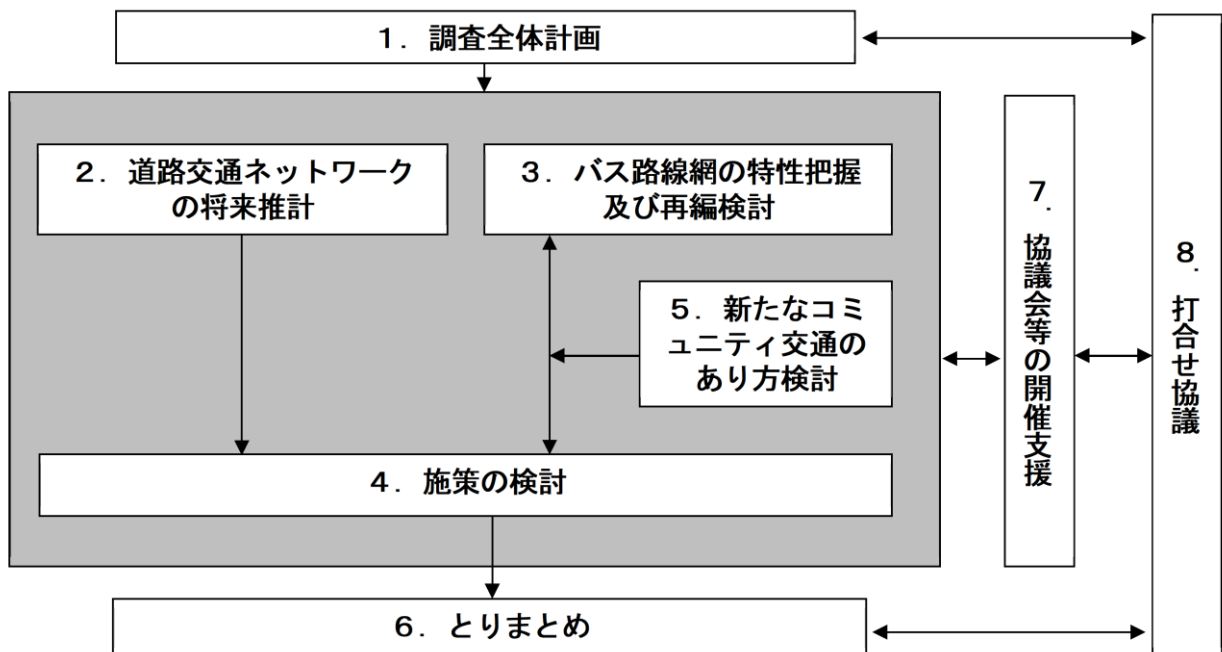 １．調査全体計画
２．道路交通ネットワーク
の将来推計
３．バス路線網の特性把握
及び再編検討
５．新たなコミ
ュニティ交通の
あり方検討
４．施策の検討
６．とりまとめ
７．協議会等の開催支援
８．打合せ協議